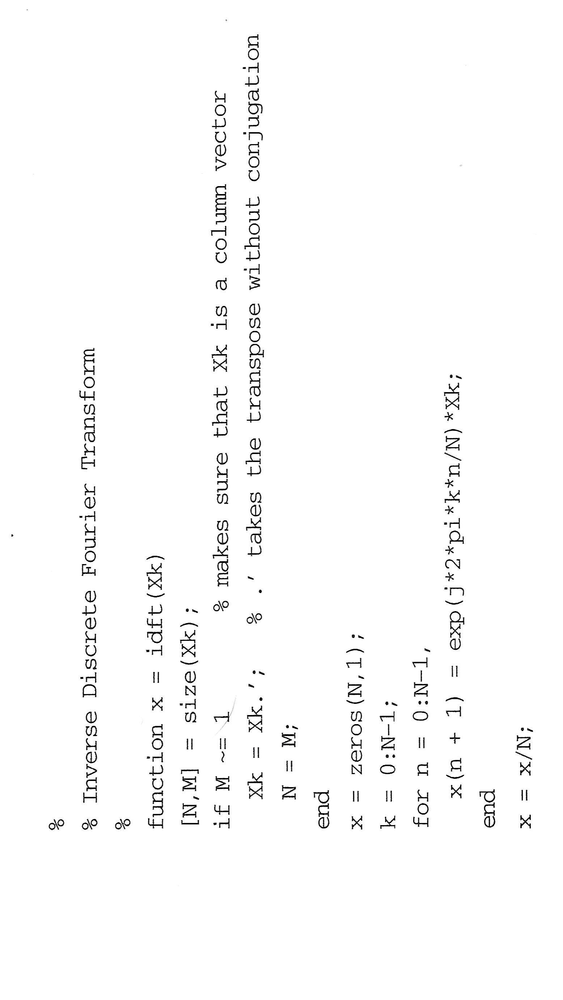 %
% Inverse Discrete Fourier Transform
%
function x = idft(Xk)
[N,M] = size(Xk);
if M ~= 1 % makes sure that Xk is a column vector
Xk = Xk.'; % .' takes the transpose without conjugation
N = M;
end
x = zeros(N,1);
k = 0:N-1;
for n = 0:N-1,
x(n + 1) = exp(j*2*pi*k*n/N)*Xk;
end
x = x/N;